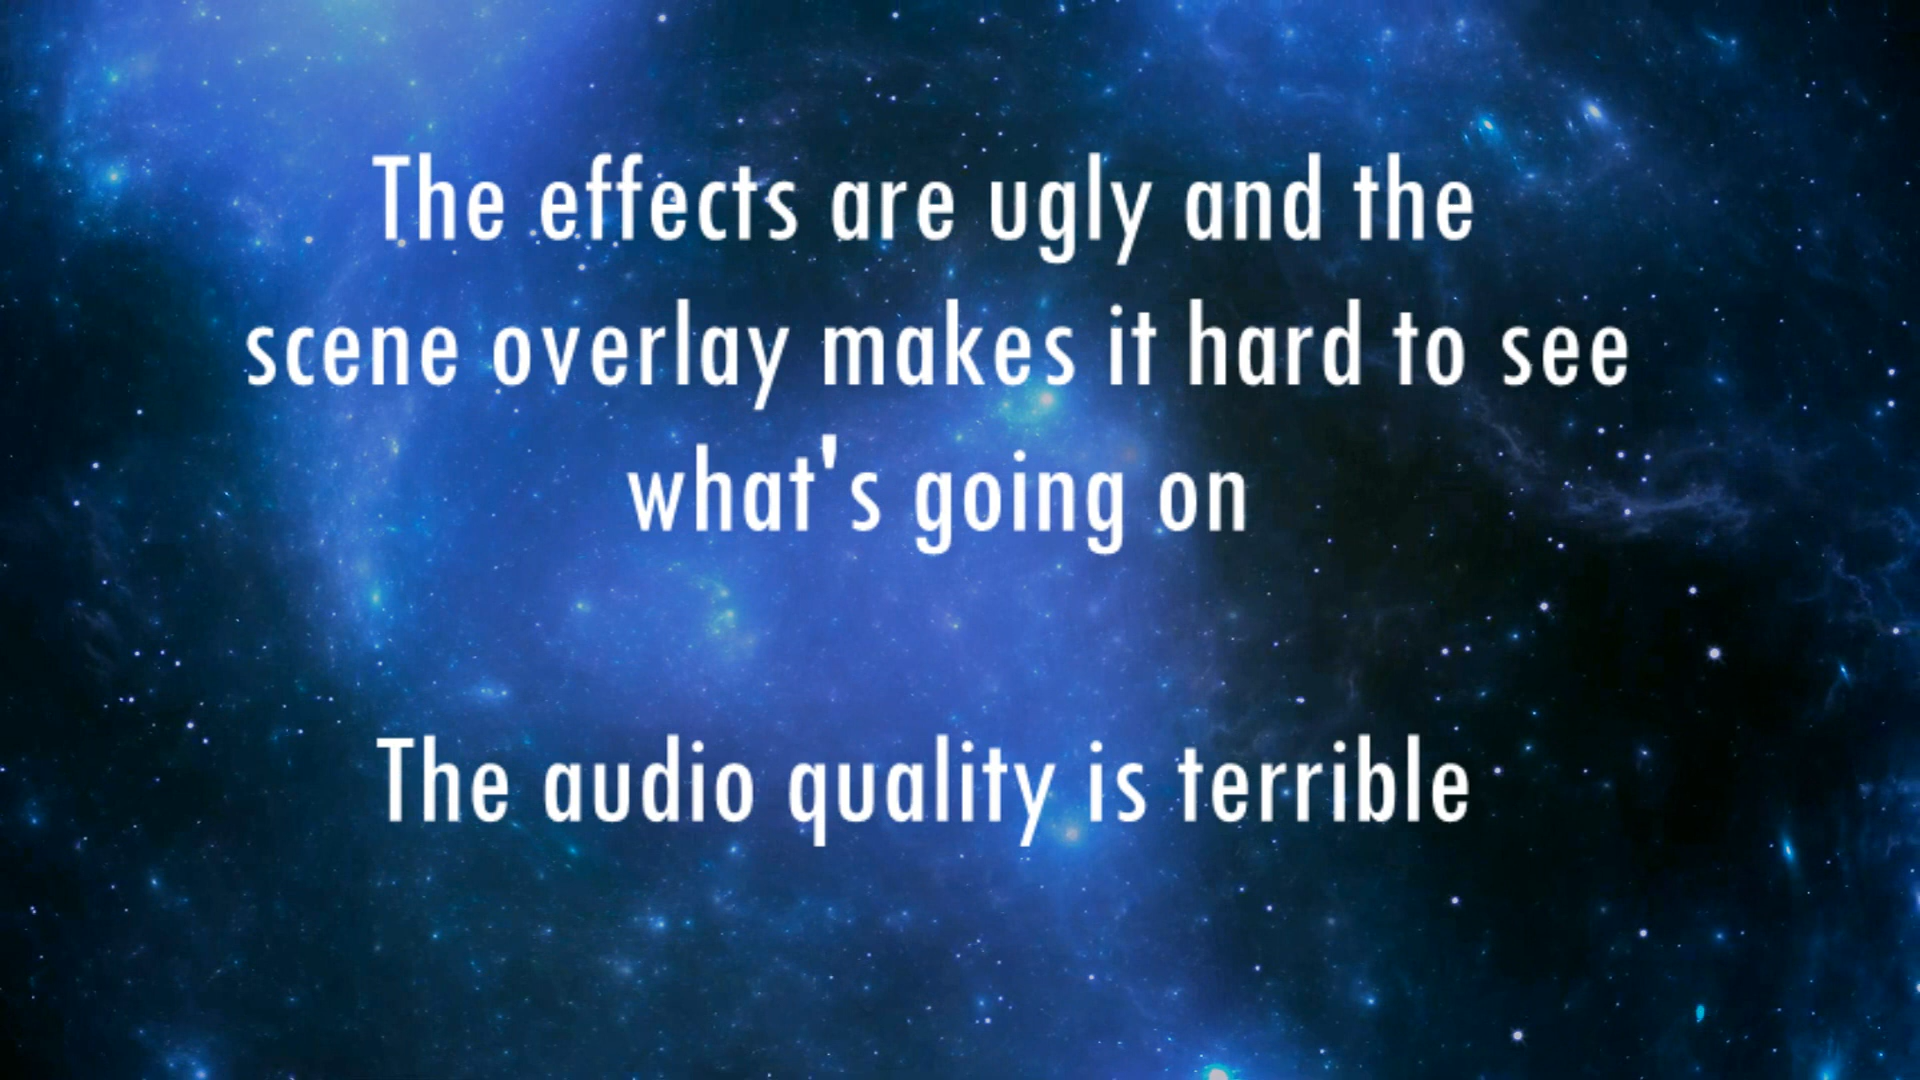 The effects are ugly and the
scene overlay makes it hard to see
what's going on
The audio quality is terrible